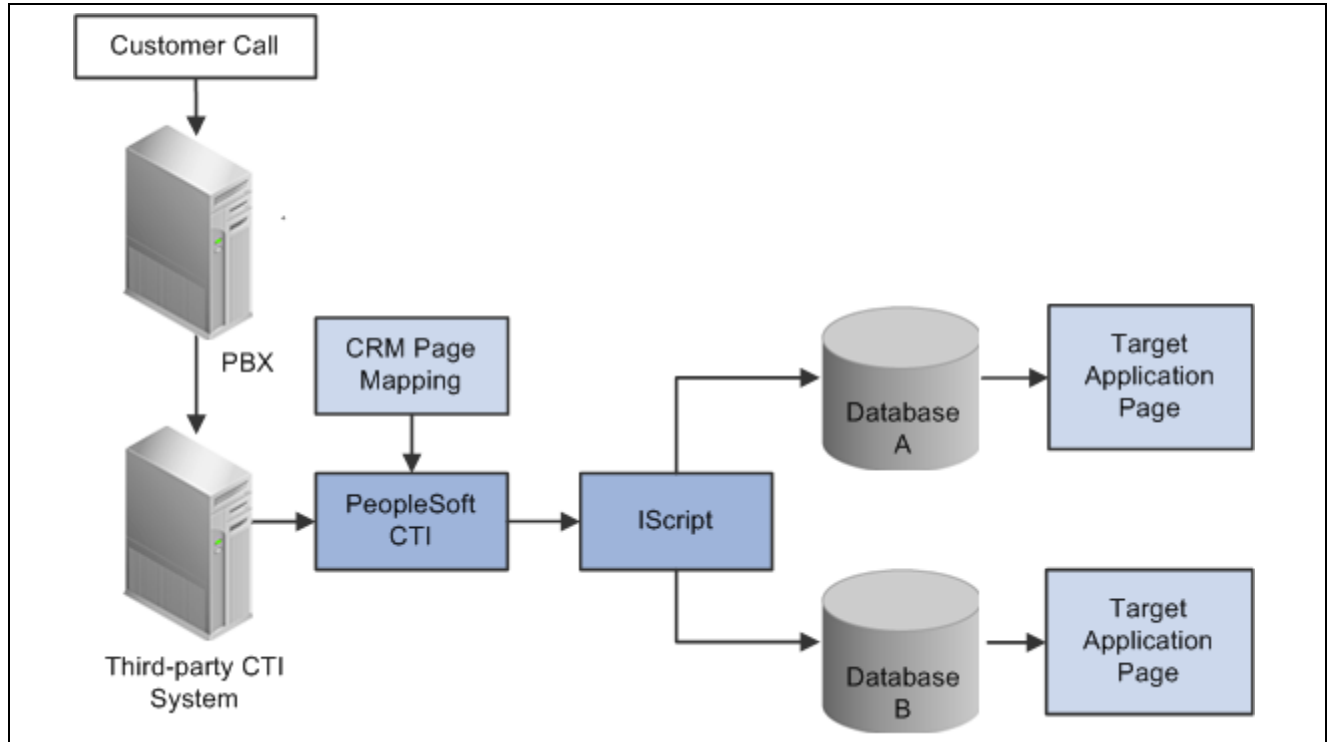 Customer Call
PBX
CRM Page
Mapping
Third-party CTI
System
PeopleSoft
CTI
IScript
Database
A
Target
Application
Page
Database
B
Target
Application
Page